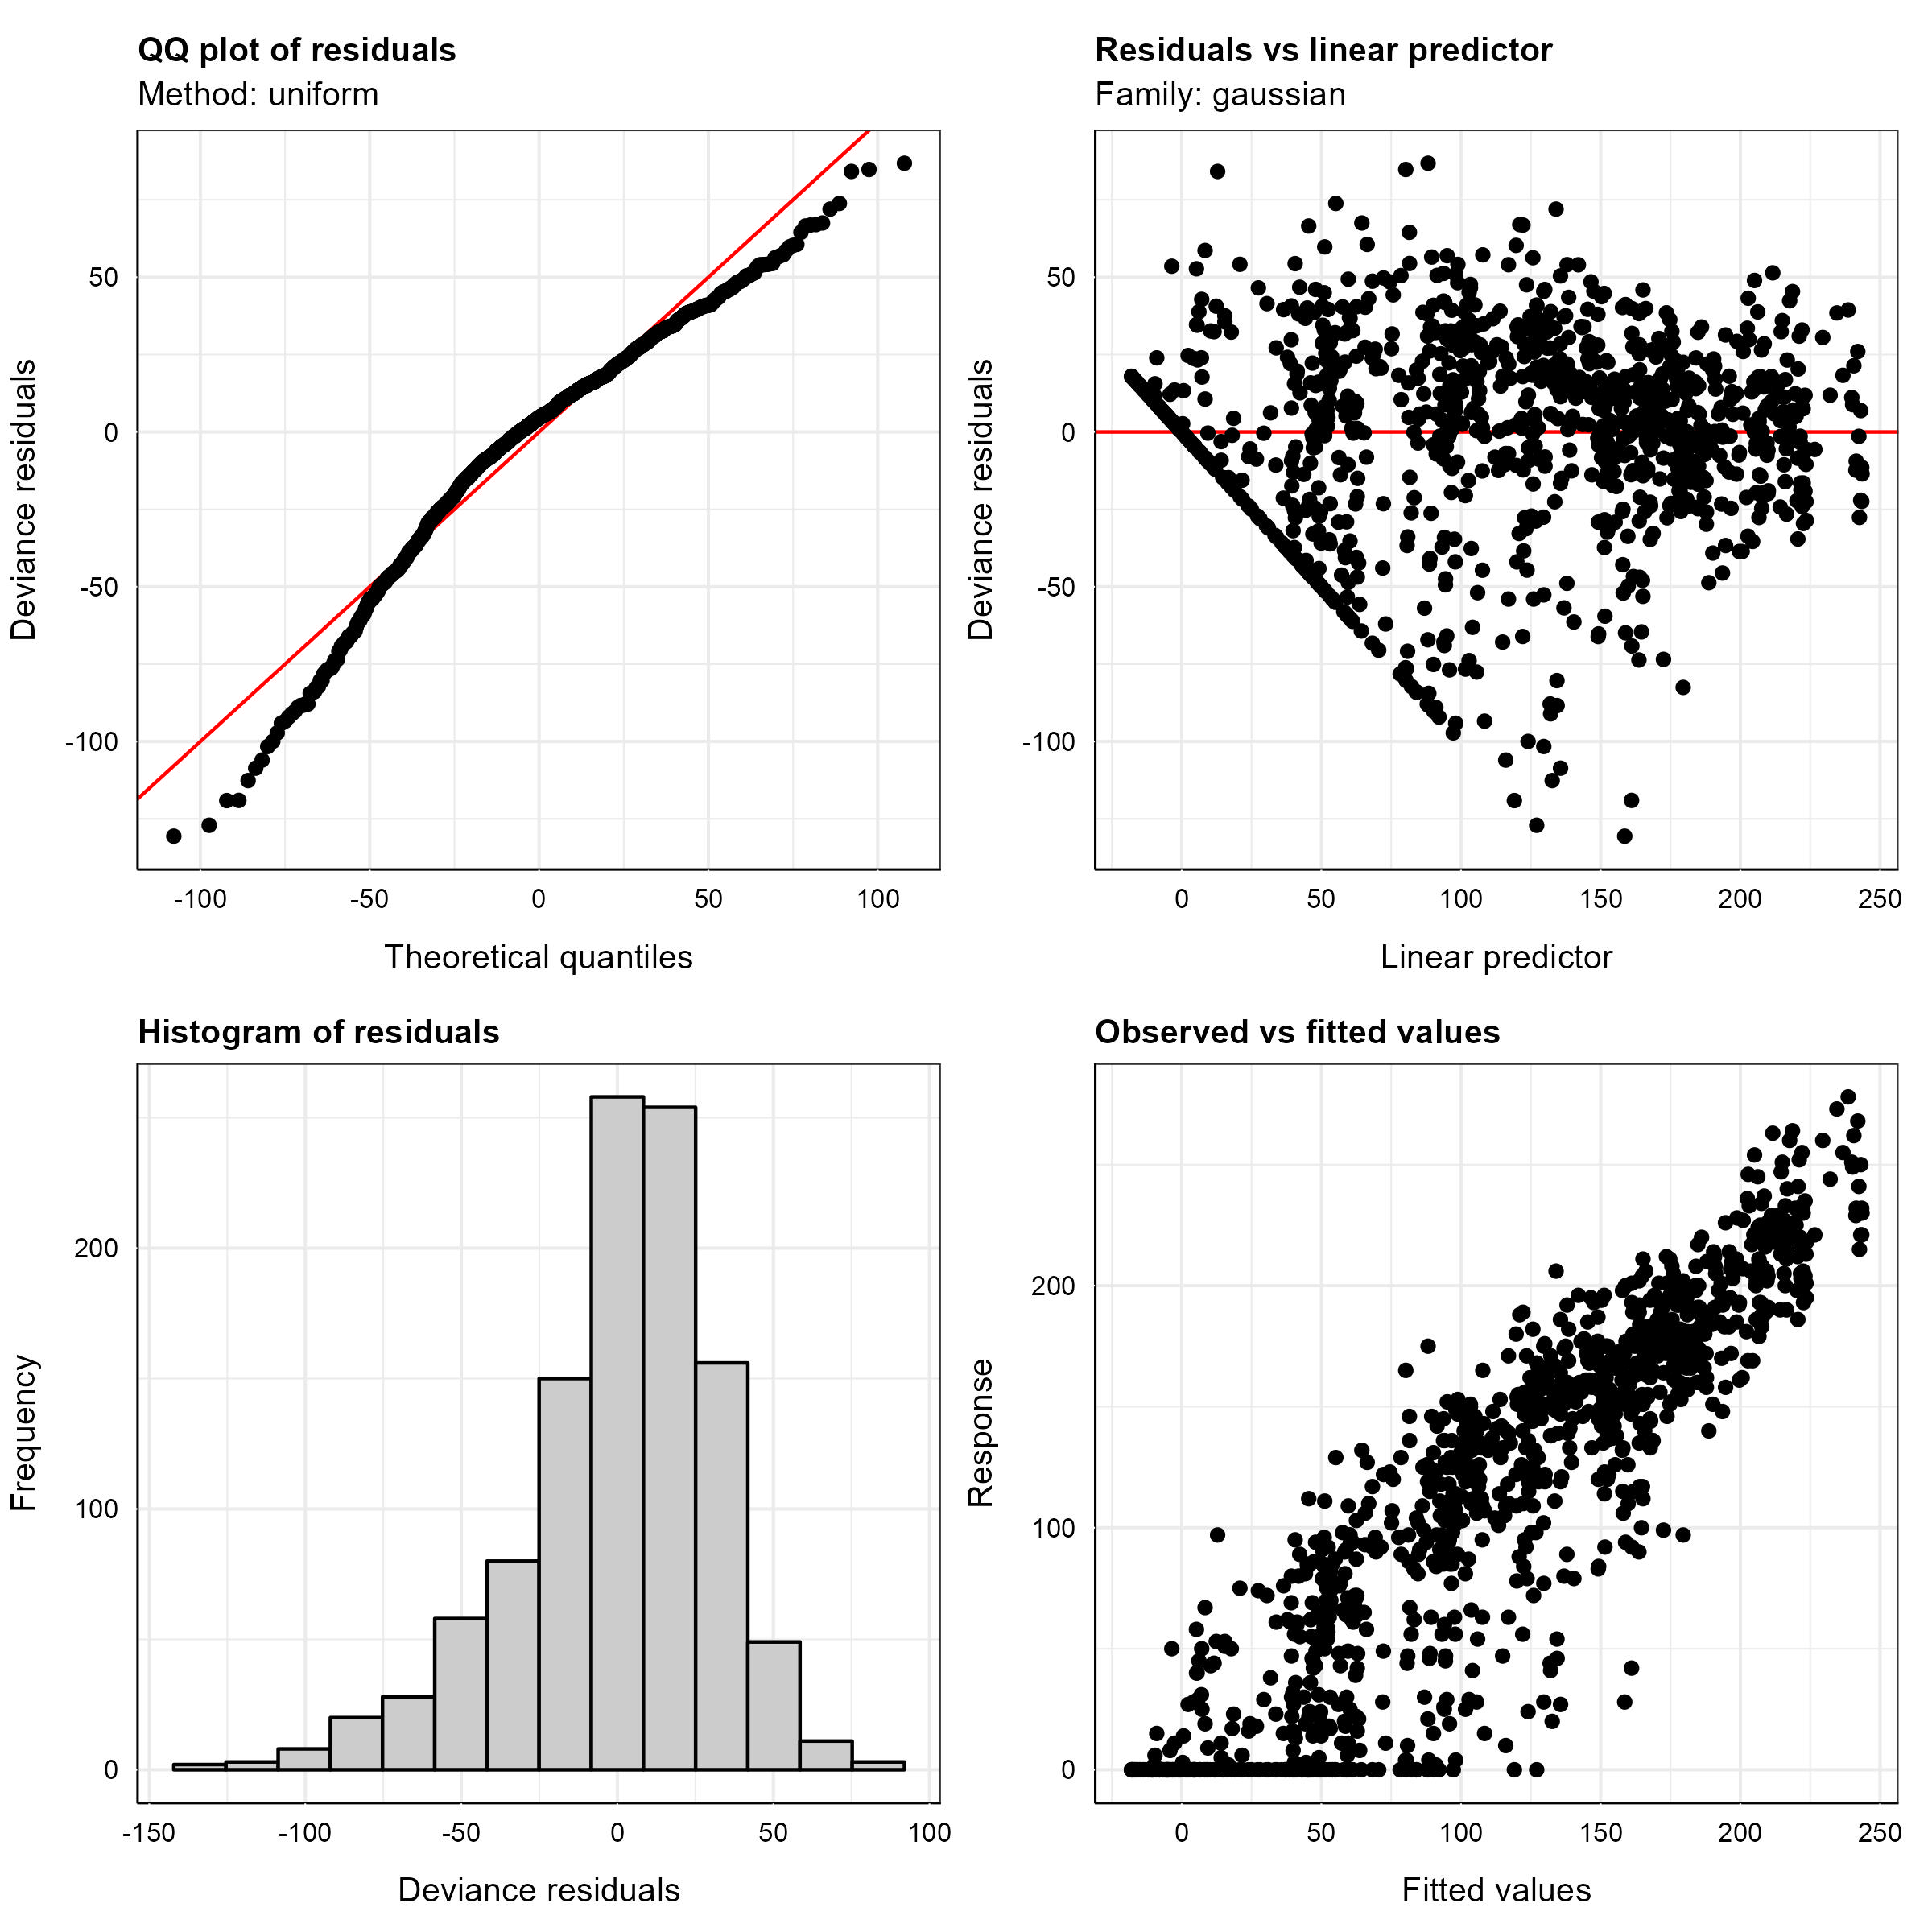 QQ plot of residuals
Method: uniform
Deviance residuals
50
0
-50
-100
-100
-50
0
50
100
Theoretical quantiles
Residuals vs linear predictor
Family: gaussian
Deviance residuals
50
0
-50
-100
0
50
100
150
200
250
Linear predictor
Histogram of residuals
Frequency
200
100
0
-150
-100
-50
0
50
100
Deviance residuals
Observed vs fitted values
Response
200
100
0
0
50
100
150
200
250
Fitted values